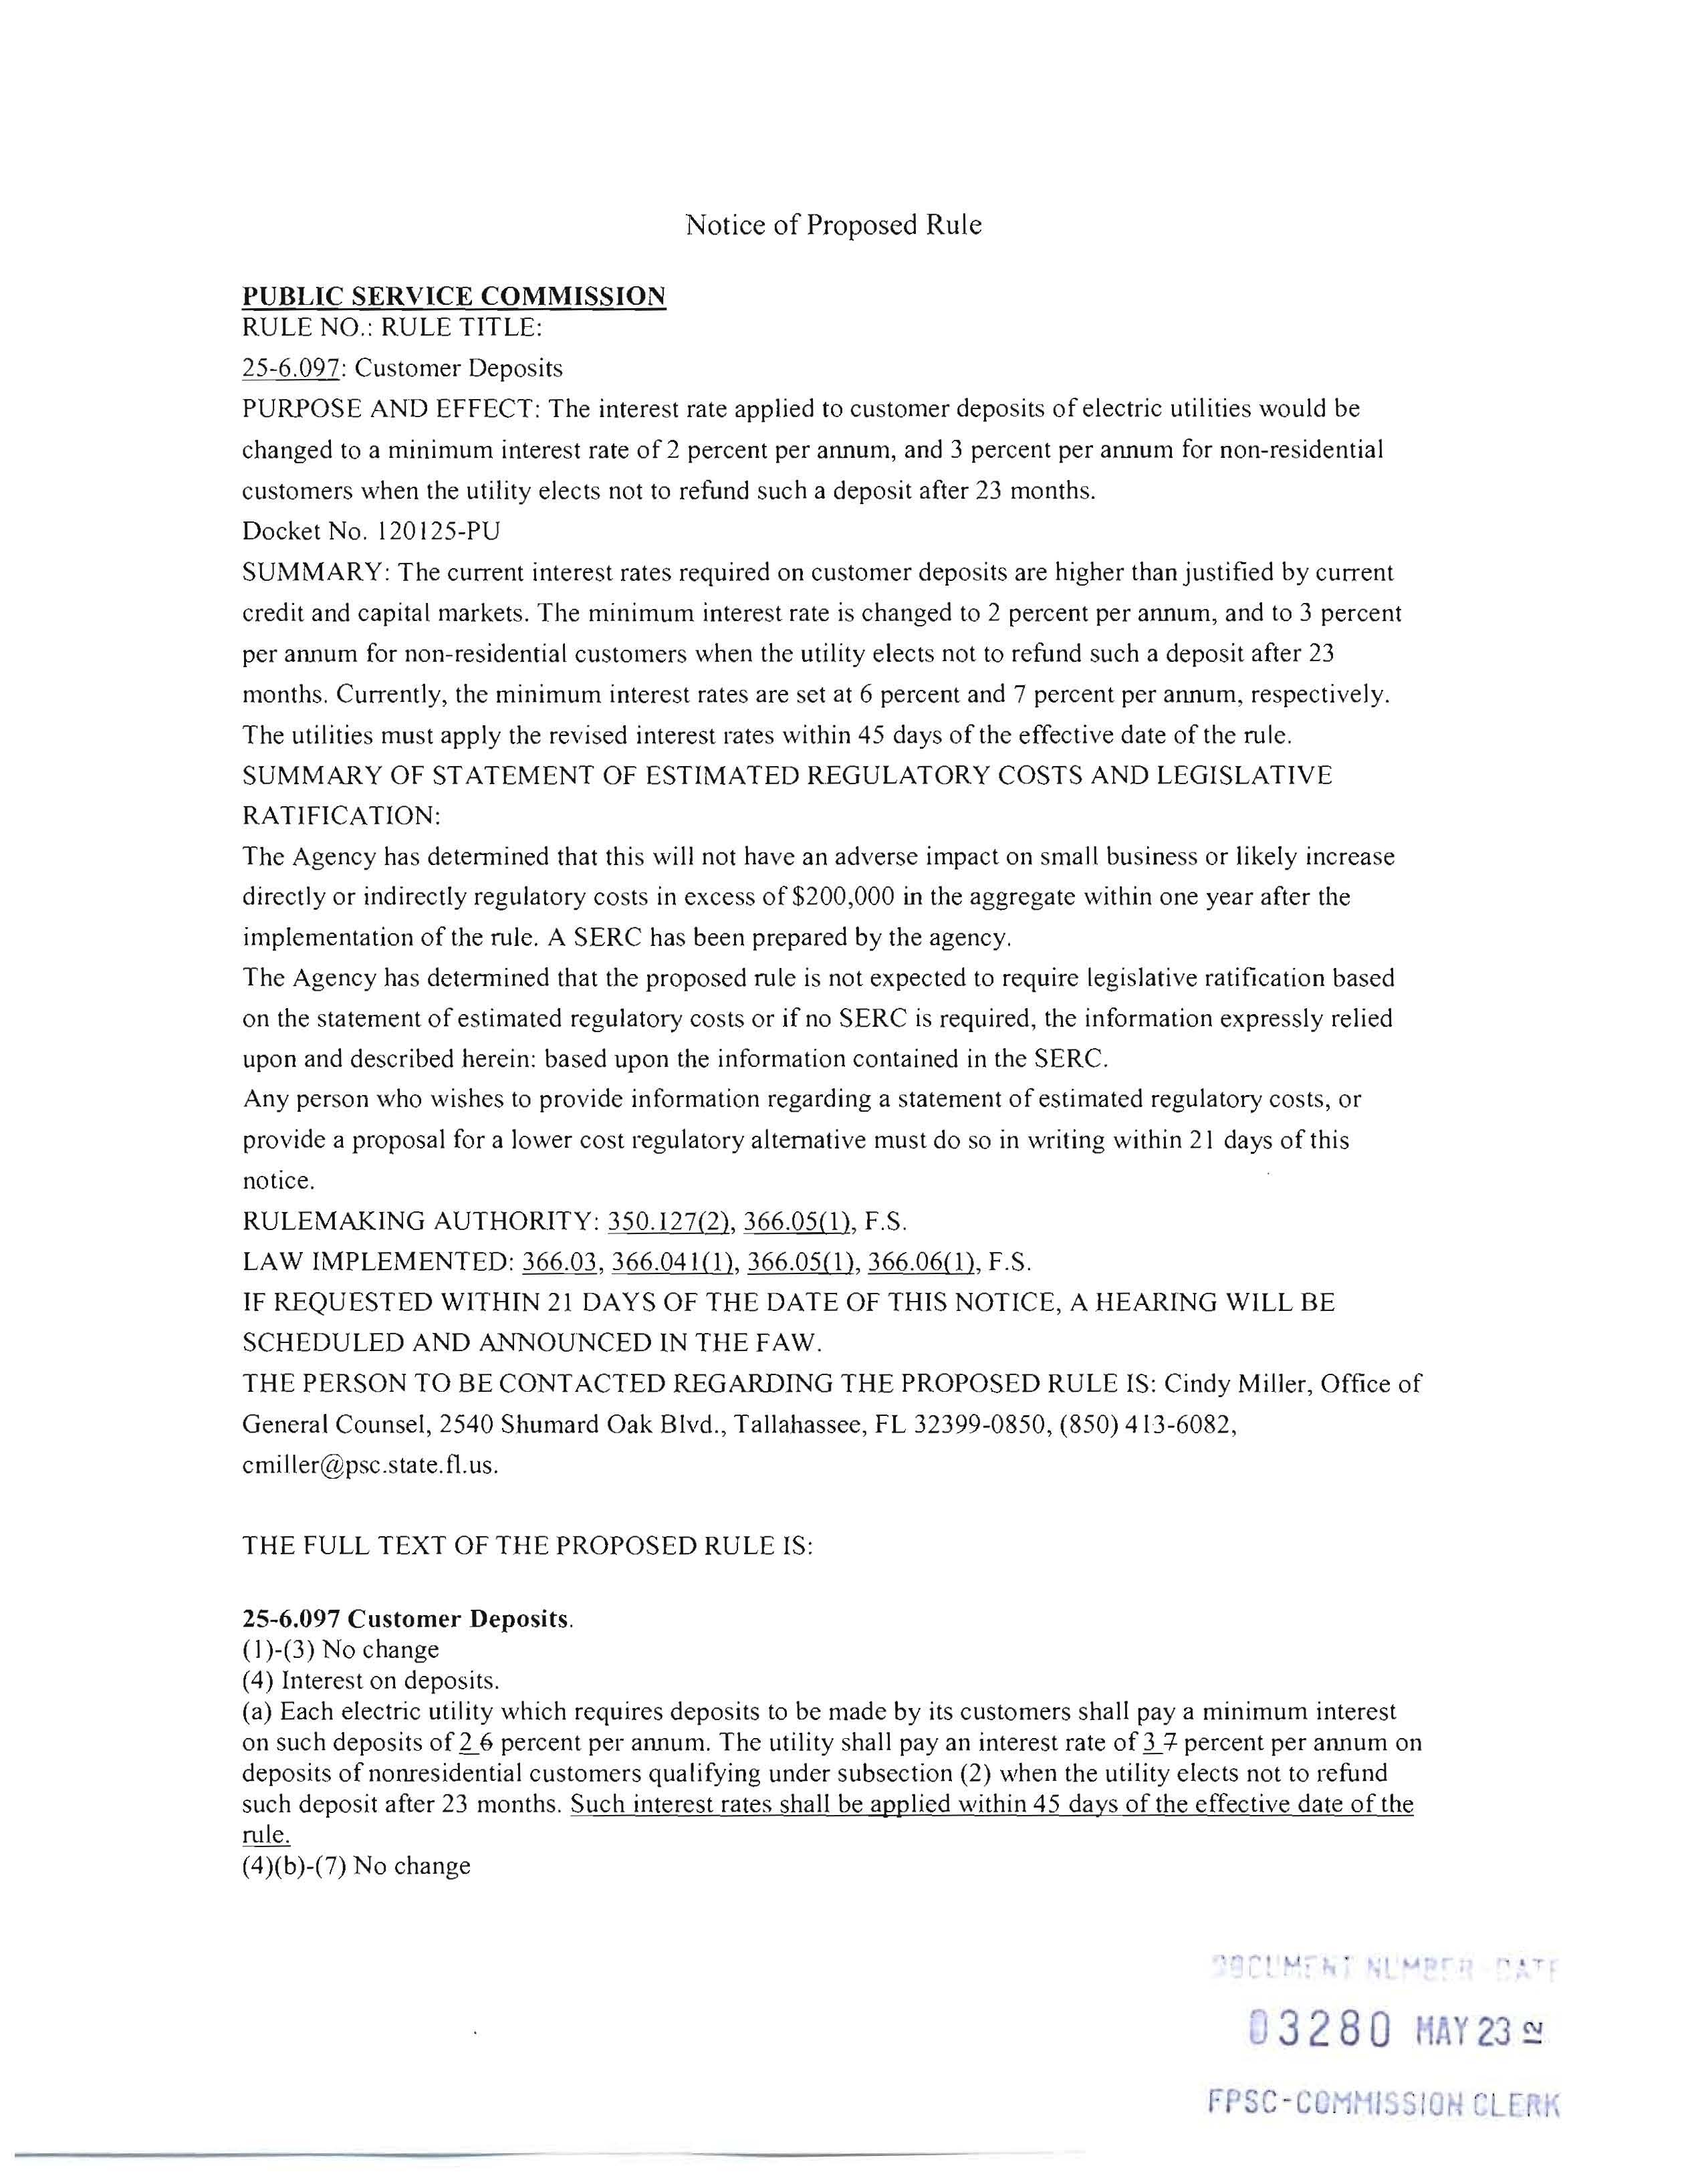 Notice of Proposed Rule
PUBLIC SERVICE COMMISSION
RULE NO.: RULE TITLE:
25-6.097: Customer Deposits
PURPOSE AND EFFECT: The interest rate applied to customer deposits of electric utilities would be
changed to a minimum interest rate of 2 percent per annum, and 3 percent per annum for non-residential
customers when the utility elects not to refund such a deposit after 23 months.
Docket No. 120125-PU
SUMMARY: The current interest rates required on customer deposits are higher than justified by current
credit and capital markets. The minimum interest rate is changed to 2 percent per annum, and to 3 percent
per annum for non-residential customers when the utility elects not to refund such a deposit after 23
months. Currently, the minimum interest rates are set at 6 percent and 7 percent per annum, respectively.
The utilities must apply the revised interest rates within 45 days of the effective date of the rule.
SUMMARY OF STATEMENT OF ESTIMATED REGULATORY COSTS AND LEGISLATIVE
RATIFICATION:
The Agency has determined that this will not have an adverse impact on small business or likely increase
directly or indirectly regulatory costs in excess of $200,000 in the aggregate within one year after the
implementation of the rule. A SERC has been prepared by the agency.
The Agency has determined that the proposed rule is not expected to require legislative ratification based
on the statement of estimated regulatory costs or if no SERC is required, the information expressly relied
upon and described herein: based upon the information contained in the SERC.
Any person who wishes to provide information regarding a statement of estimated regulatory costs, or
provide a proposal for a lower cost regulatory alternative must do so in writing within 21 days of this
notice.
RULEMAKING AUTHORITY: 350.127(2), 366.05(1), F.S.
LAW IMPLEMENTED: 366.03, 366.041(1), 366.05(1), 366.06(1), F.S.
IF REQUESTED WITHIN 21 DAYS OF THE DATE OF THIS NOTICE, A HEARING WILL BE
SCHEDULED AND ANNOUNCED IN THE FAW.
THE PERSON TO BE CONTACTED REGARDING THE PROPOSED RULE IS: Cindy Miller, Office of
General Counsel, 2540 Shumard Oak Blvd., Tallahassee, FL 32399-0850, (850) 413-6082,
cmiller@psc.state.fl.us.
THE FULL TEXT OF THE PROPOSED RULE IS:
25-6.097 Customer Deposits.
(1)-(3) No change
(4) Interest on deposits.
(a) Each electric utility which requires deposits to be made by its customers shall pay a minimum interest
on such deposits of 2 6 percent per annum. The utility shall pay an interest rate of 3 7 percent per annum on
deposits of nonresidential customers qualifying under subsection (2) when the utility elects not to refund
such deposit after 23 months. Such interest rates shall be applied within 45 days of the effective date of the
rule.
(4)(b)-(7) No change
DOCUMENT NUMBER-DATE
03280 MAY 23 12
FPSC-COMMISSION CLERK